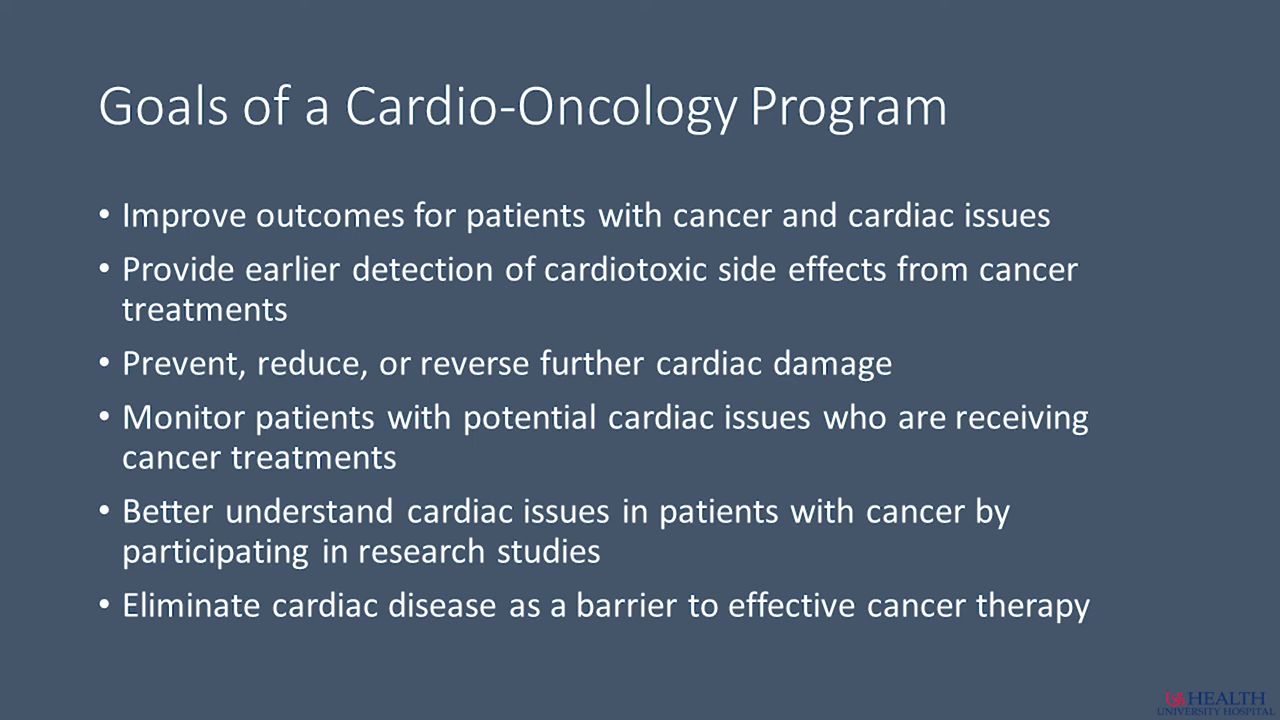 Goals of a Cardio-Oncology Program
• Improve outcomes for patients with cancer and cardiac issues
• Provide earlier detection of cardiotoxic side effects from cancer
treatments
• Prevent, reduce, or reverse further cardiac damage
• Monitor patients with potential cardiac issues who are receiving
cancer treatments
• Better understand cardiac issues in patients with cancer by
participating in research studies
• Eliminate cardiac disease as a barrier to effective cancer therapy
USA HEALTH
UNIVERSITY HOSPITAL